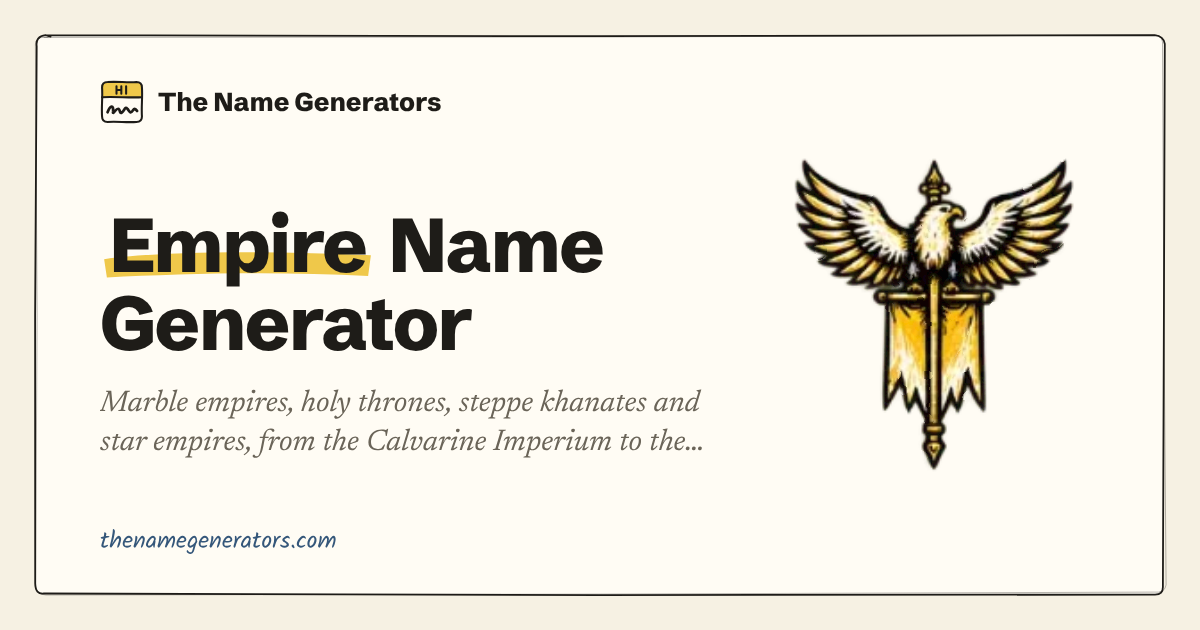 HI
The Name Generators
Empire Name
Generator
Marble empires, holy thrones, steppe khanates and
star empires, from the Calvarine Imperium to the...
thenamegenerators.com